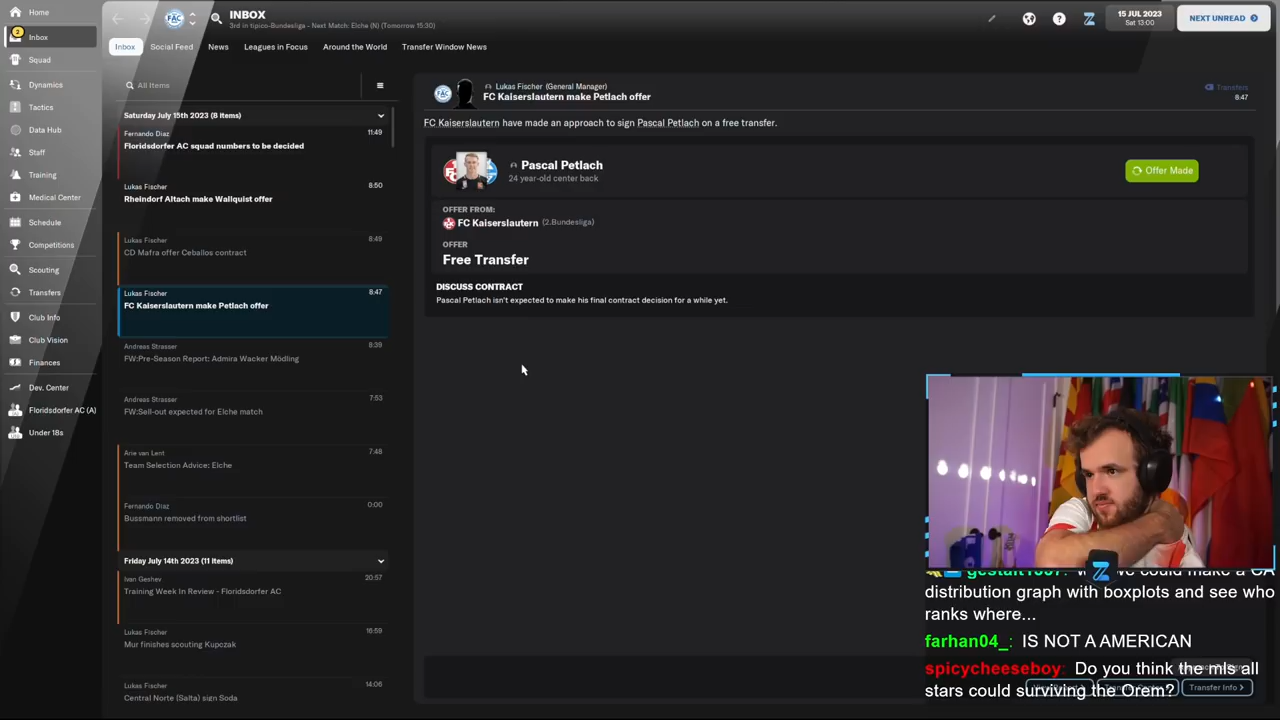 Home
Inbox
2
Squad
Dynamics
Tactics
Data Hub
Staff
Training
Medical Center
Schedule
Competitions
Scouting
Transfers
Club Info
Club Vision
Finances
Dev. Center
Floridsdorfer AC (A)
Under 18s
FAC
INBOX
3rd in tipico-Bundesliga - Next Match: Elche (N) (Tomorrow 15:30)
15 JUL 2023
Sat 13:00
NEXT UNREAD
Inbox
Social Feed
News
Leagues in Focus
Around the World
Transfer Window News
All Items
Saturday July 15th 2023 (8 items)
Fernando Diaz 11:49
Floridsdorfer AC squad numbers to be decided
Lukas Fischer 8:50
Rheindorf Altach make Wallquist offer
Lukas Fischer 8:49
CD Mafra offer Ceballos contract
Lukas Fischer 8:47
FC Kaiserslautern make Petlach offer
Andreas Strasser 8:39
FW:Pre-Season Report: Admira Wacker Mödling
Andreas Strasser 7:53
FW:Sell-out expected for Elche match
Arie van Lent 7:48
Team Selection Advice: Elche
Fernando Diaz 0:00
Bussmann removed from shortlist
Friday July 14th 2023 (11 items)
Ivan Geshev 20:57
Training Week In Review - Floridsdorfer AC
Lukas Fischer 16:59
Mur finishes scouting Kupczak
Lukas Fischer 14:06
Central Norte (Salta) sign Soda
Lukas Fischer (General Manager)
FC Kaiserslautern make Petlach offer
Transfers
8:47
FC Kaiserslautern have made an approach to sign Pascal Petlach on a free transfer.
Pascal Petlach
24 year-old center back
Offer Made
OFFER FROM:
FC Kaiserslautern (2.Bundesliga)
OFFER
Free Transfer
DISCUSS CONTRACT
Pascal Petlach isn't expected to make his final contract decision for a while yet.
distribution graph with boxplots and see who
ranks where...
farhan04_: IS NOT A AMERICAN
spicycheeseboy: Do you think the mls all
stars could surviving the Orem?
Transfer Info